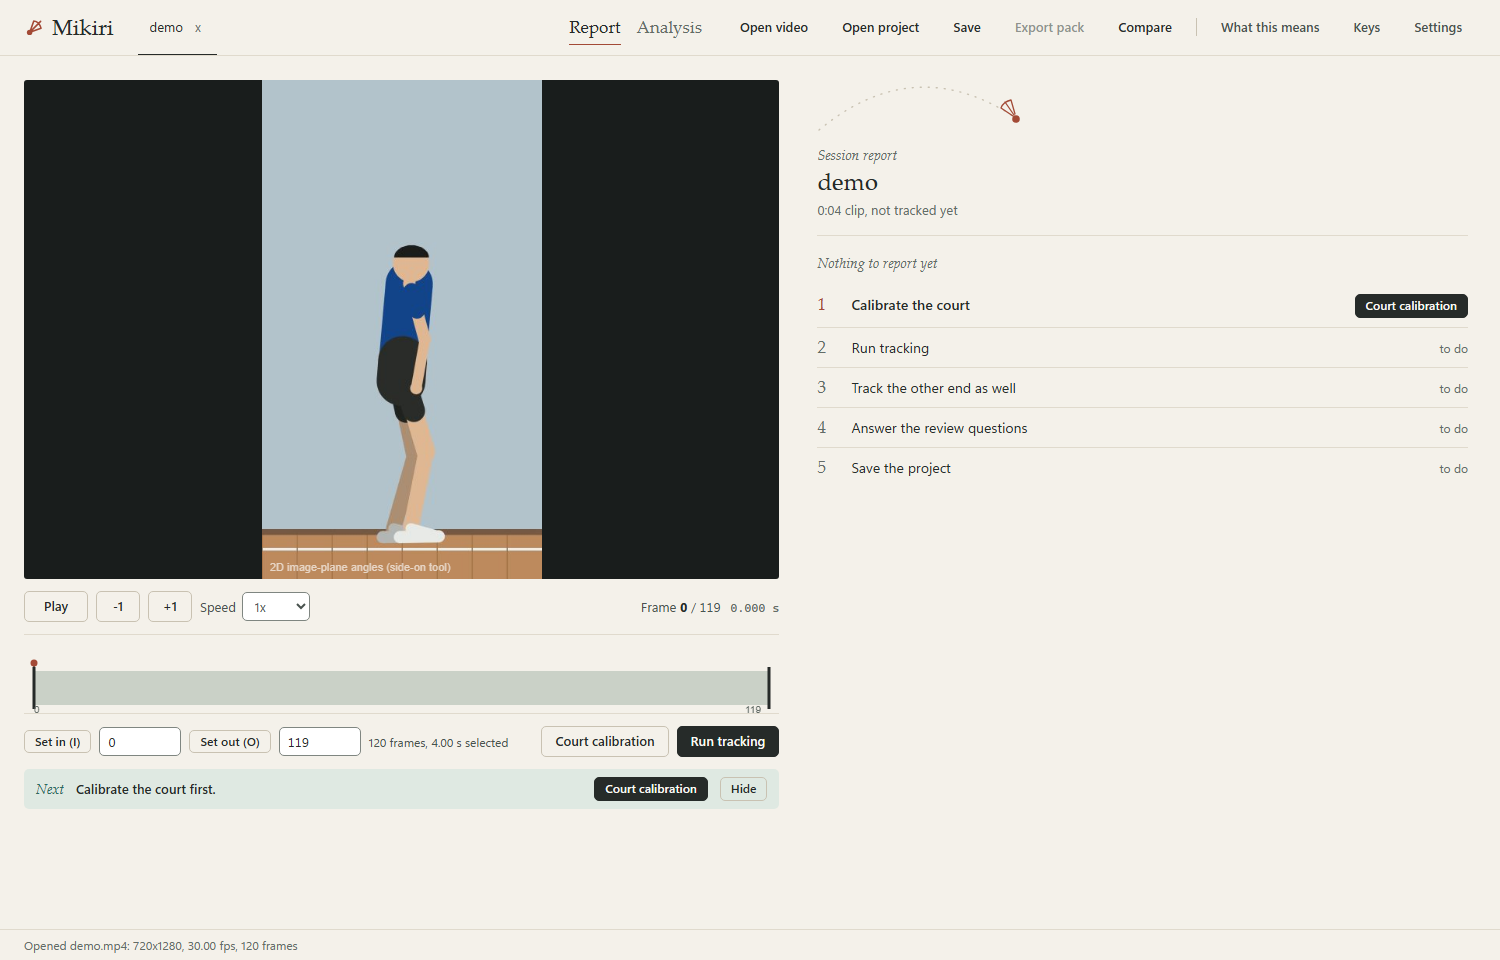 Mikiri
demo x
Report Analysis Open video Open project Save Export pack Compare What this means Keys Settings
2D image-plane angles (side-on tool)
Play -1 +1 Speed 1x Frame 0 / 119 0.000 s
0 119
Set in (I) 0 Set out (O) 119 120 frames, 4.00 s selected Court calibration Run tracking
Next Calibrate the court first. Court calibration Hide
Session report
demo
0:04 clip, not tracked yet
Nothing to report yet
1 Calibrate the court Court calibration
2 Run tracking to do
3 Track the other end as well to do
4 Answer the review questions to do
5 Save the project to do
Opened demo.mp4: 720x1280, 30.00 fps, 120 frames